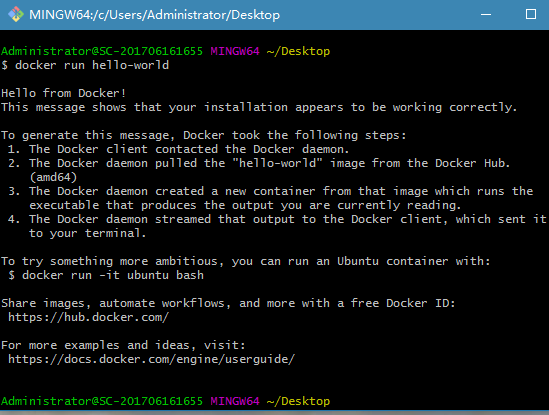 MINGW64:/c/Users/Administrator/Desktop
Administrator@SC-201706161655 MINGW64 ~/Desktop
$ docker run hello-world
Hello from Docker!
This message shows that your installation appears to be working correctly.
To generate this message, Docker took the following steps:
1. The Docker client contacted the Docker daemon.
2. The Docker daemon pulled the "hello-world" image from the Docker Hub.
(amd64)
3. The Docker daemon created a new container from that image which runs the
executable that produces the output you are currently reading.
4. The Docker daemon streamed that output to the Docker client, which sent it
to your terminal.
To try something more ambitious, you can run an Ubuntu container with:
$ docker run -it ubuntu bash
Share images, automate workflows, and more with a free Docker ID:
https://hub.docker.com/
For more examples and ideas, visit:
https://docs.docker.com/engine/userguide/
Administrator@SC-201706161655 MINGW64 ~/Desktop